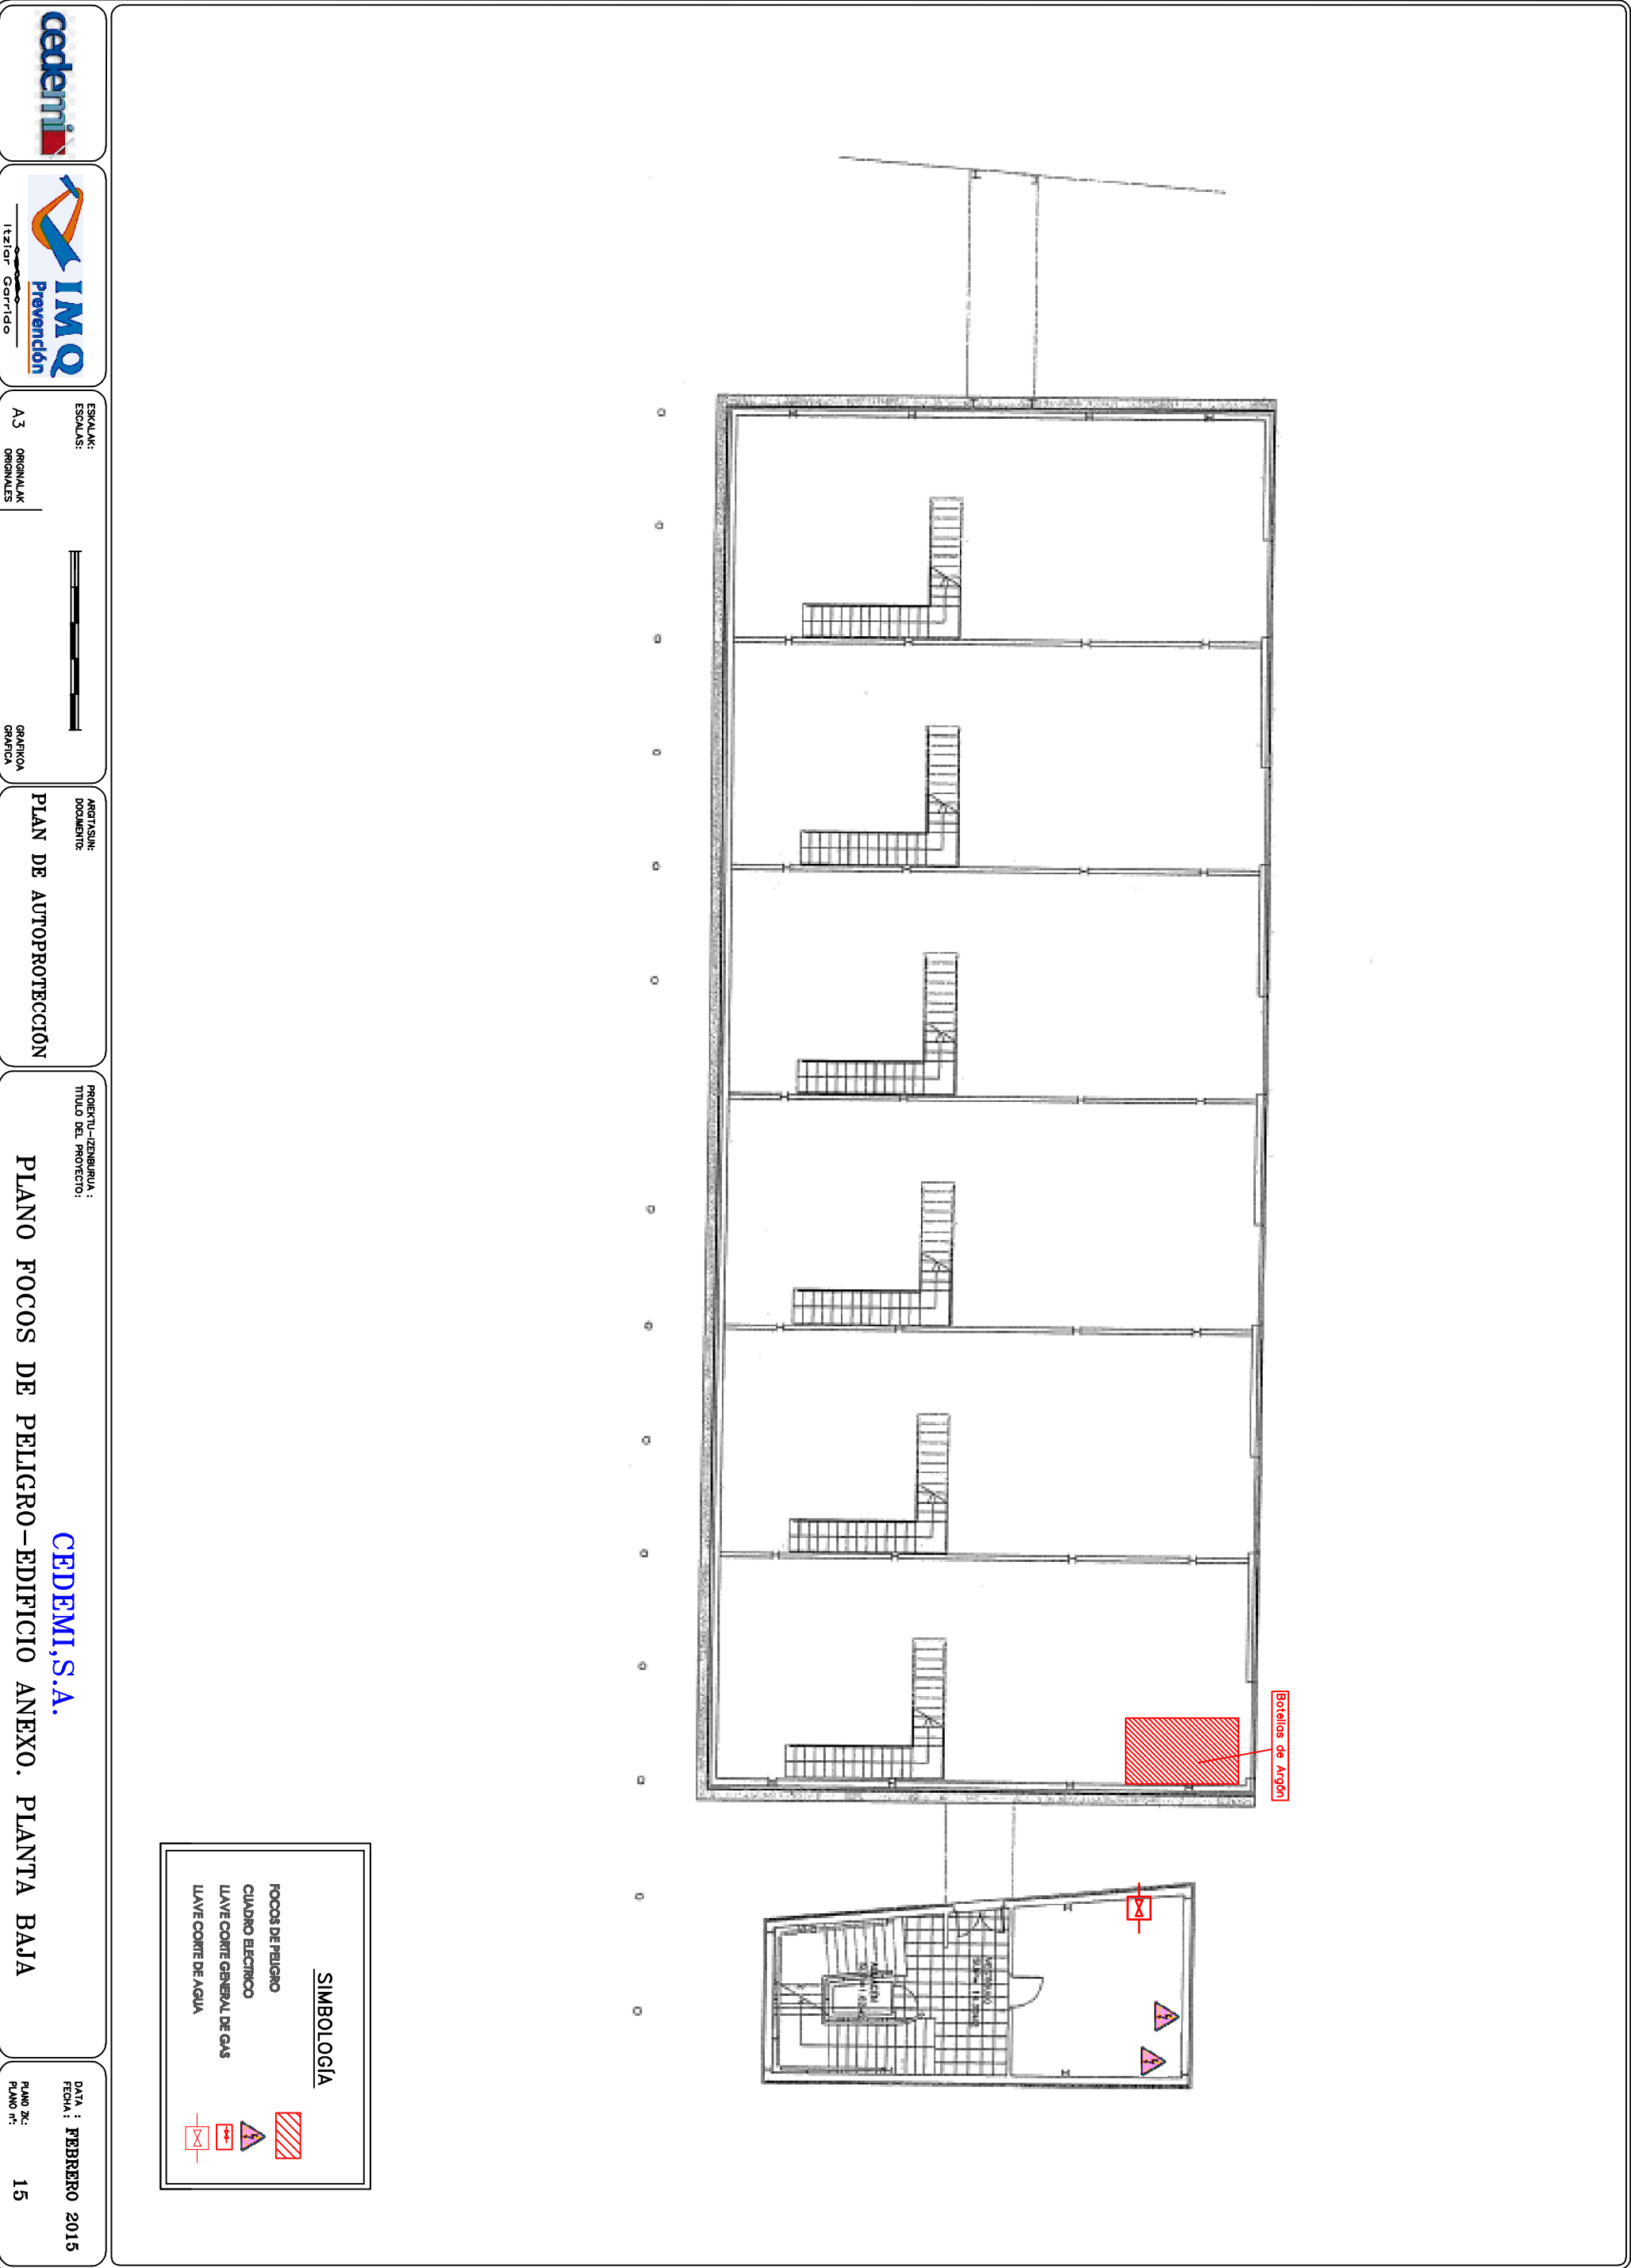 Botellas de Argón
SIMBOLOGÍA
FOCOS DE PELIGRO
CUADRO ELECTRICO
LLAVE CORTE GENERAL DE GAS
LLAVE CORTE DE AGUA
cedemi
IMQ
Prevención
Itziar Garrido
ESKALAK:
ESCALAS:
A3
ORIGINALAK
ORIGINALES
GRAFIKOA
GRAFICA
ARGITASUN:
DOCUMENTO:
PLAN DE AUTOPROTECCIÓN
PROIEKTU-IZENBURUA :
TITULO DEL PROYECTO:
CEDEMI,S.A.
PLANO FOCOS DE PELIGRO-EDIFICIO ANEXO. PLANTA BAJA
DATA :
FECHA : FEBRERO 2015
PLANO ZK.:
PLANO nº: 15